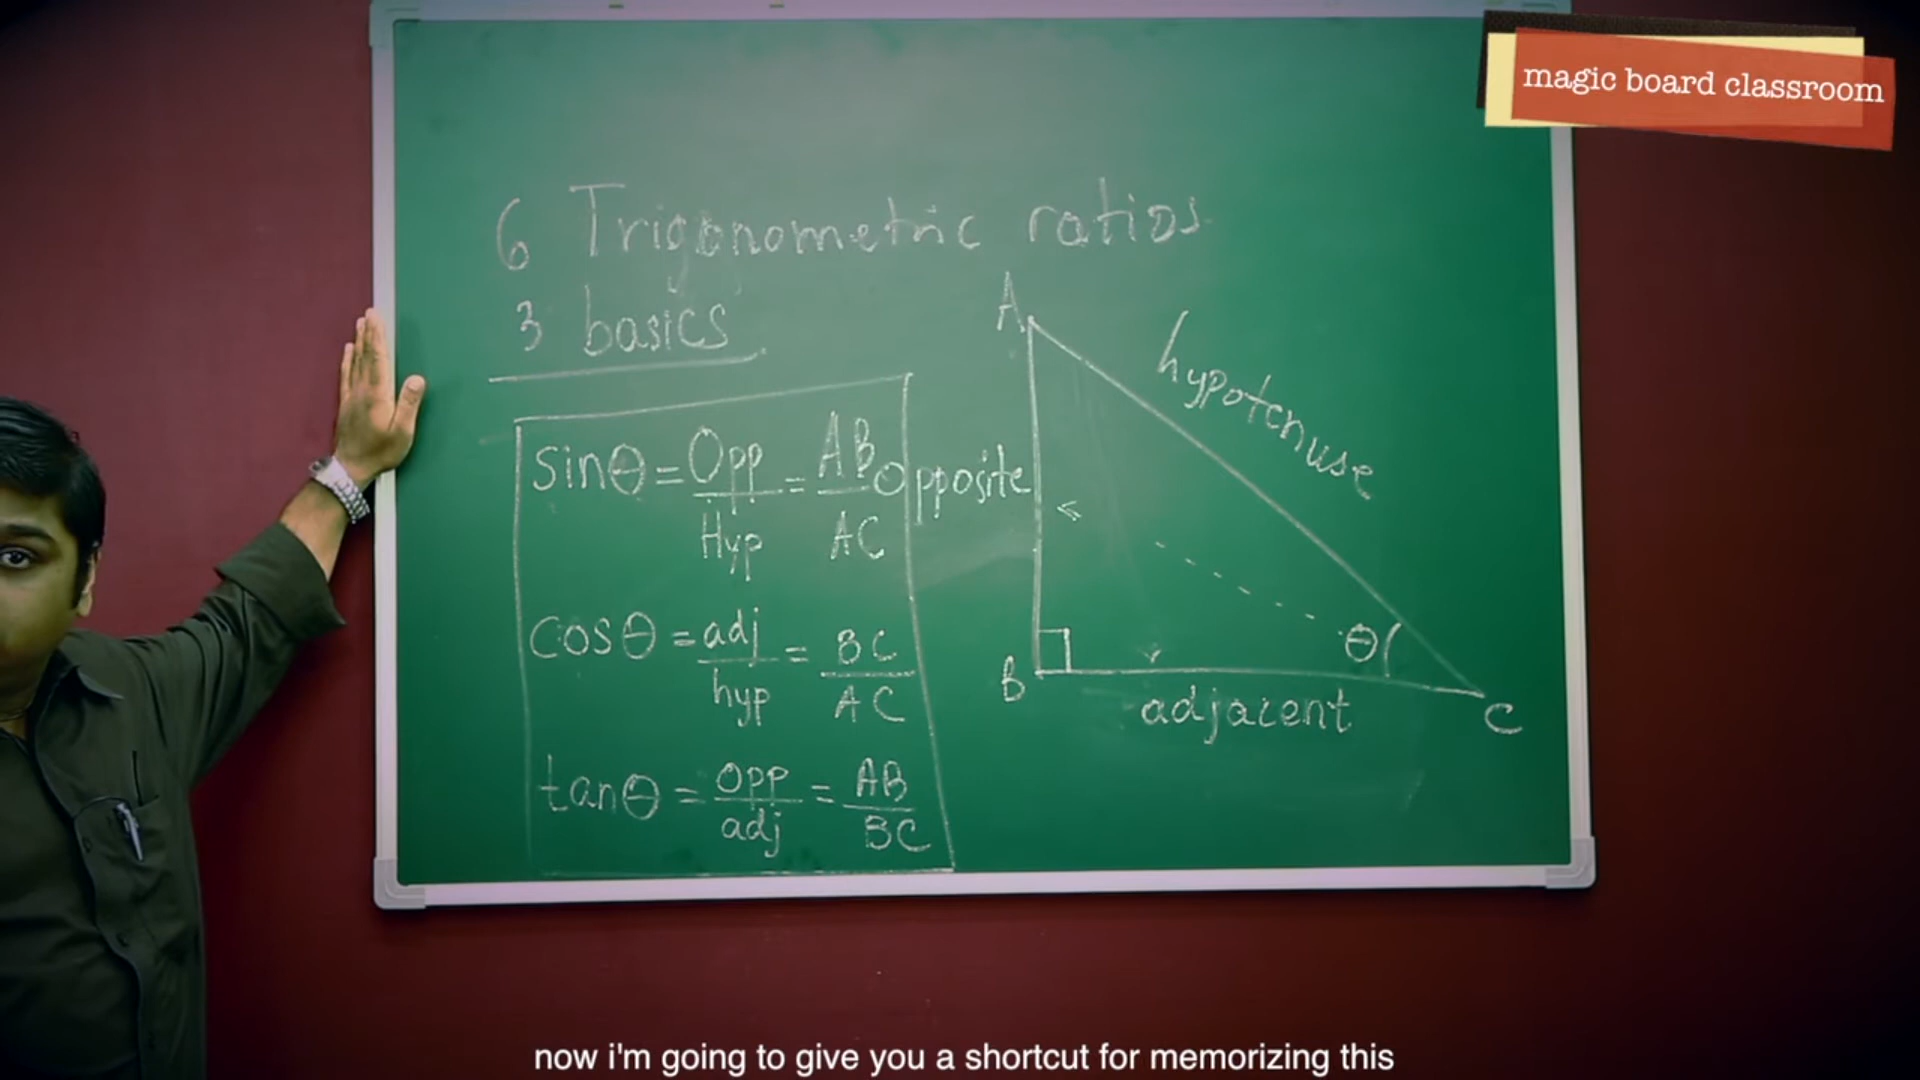 magic board classroom
6 Trigonometric ratios
3 basics
sinθ = Opp/Hyp = AB/AC
cosθ = adj/hyp = BC/AC
tanθ = opp/adj = AB/BC
A
hypotenuse
opposite
θ
B
adjacent
C
now i'm going to give you a shortcut for memorizing this